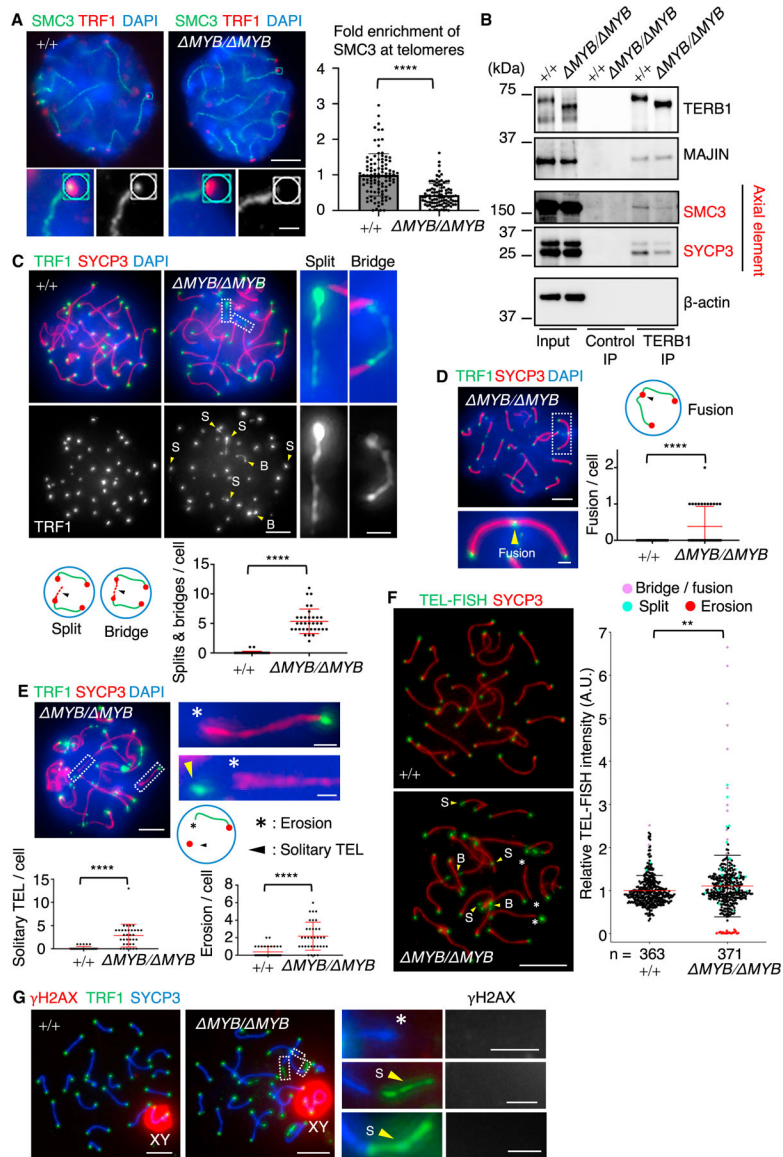 A
SMC3 TRF1 DAPI
SMC3 TRF1 DAPI
+/+
ΔMYB/ΔMYB
Fold enrichment of
SMC3 at telomeres
****
4
3
2
1
0
+/+
ΔMYB/ΔMYB
B
(kDa)
+/+
ΔMYB/ΔMYB
+/+
ΔMYB/ΔMYB
+/+
ΔMYB/ΔMYB
75
TERB1
37
MAJIN
150
SMC3
37
25
SYCP3
Axial element
37
β-actin
Input
Control
IP
TERB1
IP
C
TRF1 SYCP3 DAPI
+/+
ΔMYB/ΔMYB
Split
Bridge
TRF1
S
S
S
B
S
S
B
Split
Bridge
Splits & bridges / cell
****
15
10
5
0
+/+
ΔMYB/ΔMYB
D
TRF1SYCP3 DAPI
ΔMYB/ΔMYB
Fusion
Fusion
Fusion / cell
****
2
1
0
+/+
ΔMYB/ΔMYB
E
TRF1 SYCP3 DAPI
ΔMYB/ΔMYB
*
*
*
* : Erosion
: Solitary TEL
Solitary TEL / cell
****
15
10
5
0
+/+
ΔMYB/ΔMYB
Erosion / cell
****
8
6
4
2
0
+/+
ΔMYB/ΔMYB
F
TEL-FISH SYCP3
+/+
S
B
S
*
S
B
*
*
ΔMYB/ΔMYB
Bridge / fusion
Split
Erosion
**
Relative TEL-FISH intensity (A.U.)
7
6
5
4
3
2
1
0
n = 363
371
+/+
ΔMYB/ΔMYB
G
γH2AX TRF1 SYCP3
+/+
XY
ΔMYB/ΔMYB
XY
*
S
S
γH2AX